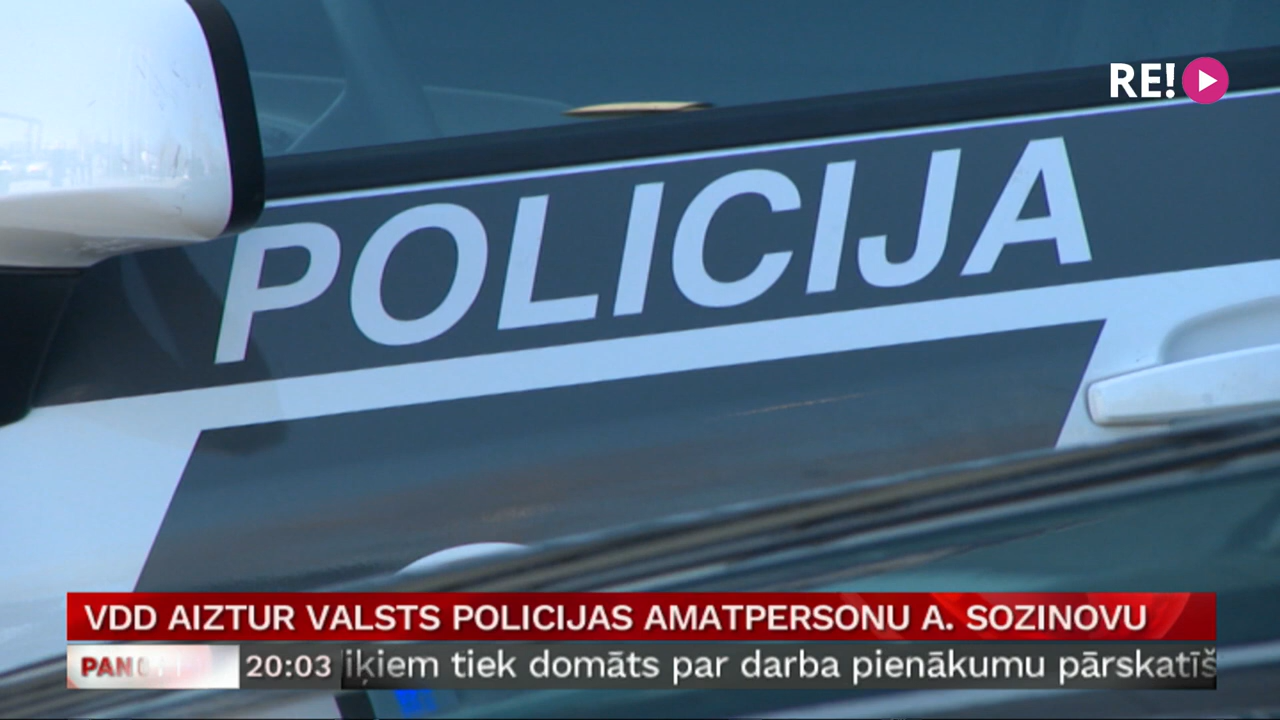 RE!
POLICIJA
VDD AIZTUR VALSTS POLICIJAS AMATPERSONU A. SOZINOVU
20:03 iķiem tiek domāts par darba pienākumu pārskatīš